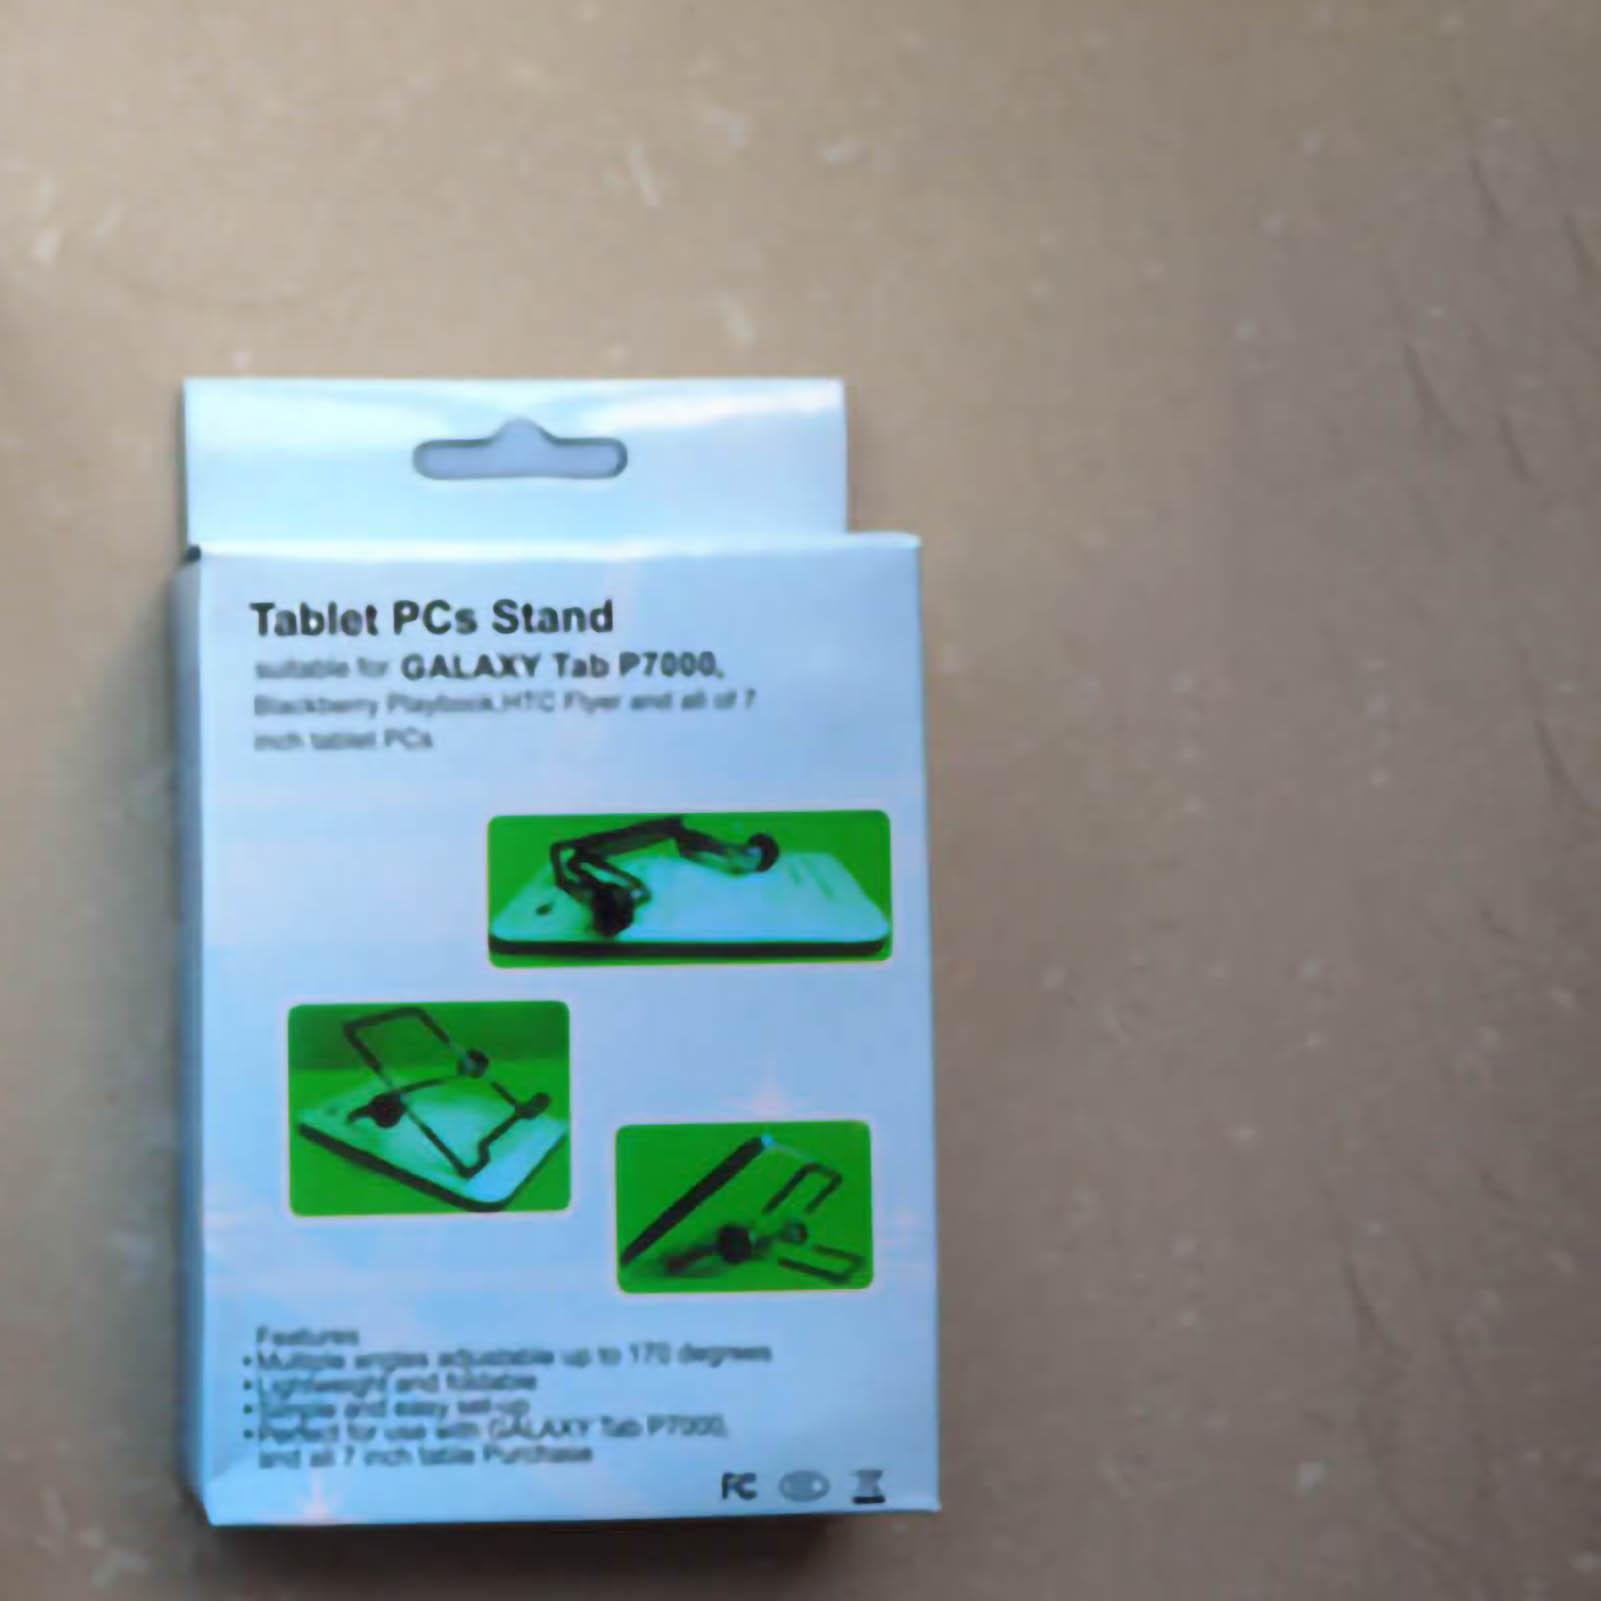 Tablet PCs Stand
suitable for GALAXY Tab P7000,
Blackberry Playbook,HTC Flyer and all of 7
inch tablet PCs
Features
• Multiple angles adjustable up to 170 degrees
• Lightweight and foldable
• Simple and easy set-up
• Perfect for use with GALAXY Tab P7000,
and all 7 inch table Purchase
FC